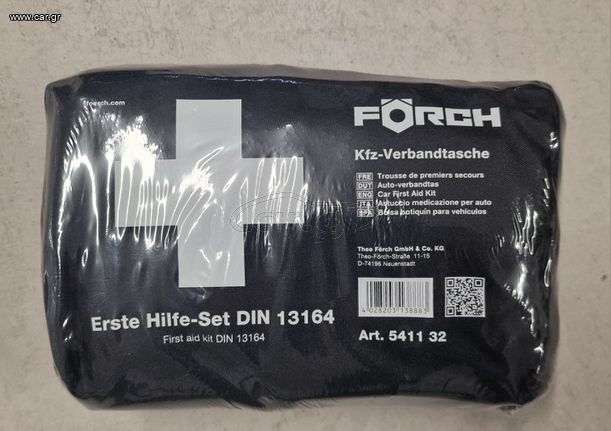 www.car.gr
foerch.com
FÖRCH
Kfz-Verbandtasche
FRE Trousse de premiers secours
DUT Auto-verbandtas
ENG Car First Aid Kit
ITA Astuccio medicazione per auto
SPA Bolsa botiquín para vehículos
Theo Förch GmbH & Co. KG
Theo-Förch-Straße 11-15
D-74196 Neuenstadt
4028203138883
Erste Hilfe-Set DIN 13164
First aid kit DIN 13164
Art. 5411 32